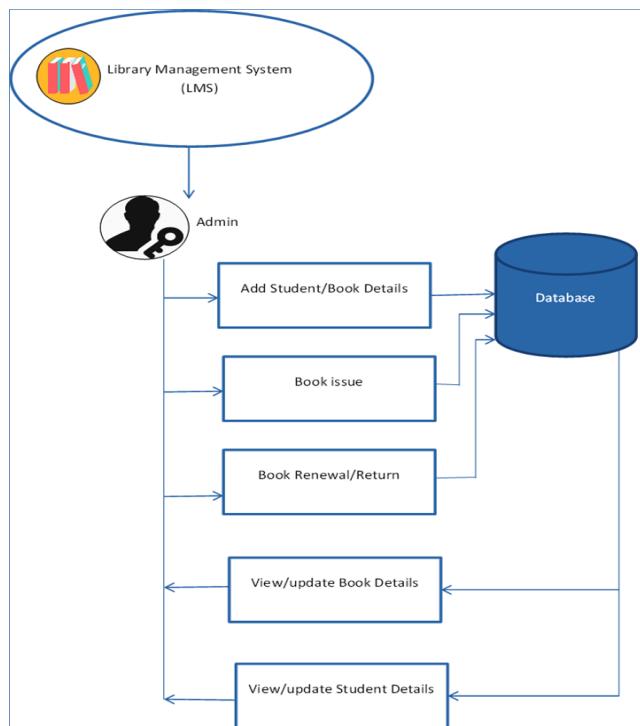 Library Management System
(LMS)
Admin
Add Student/Book Details
Database
Book issue
Book Renewal/Return
View/update Book Details
View/update Student Details